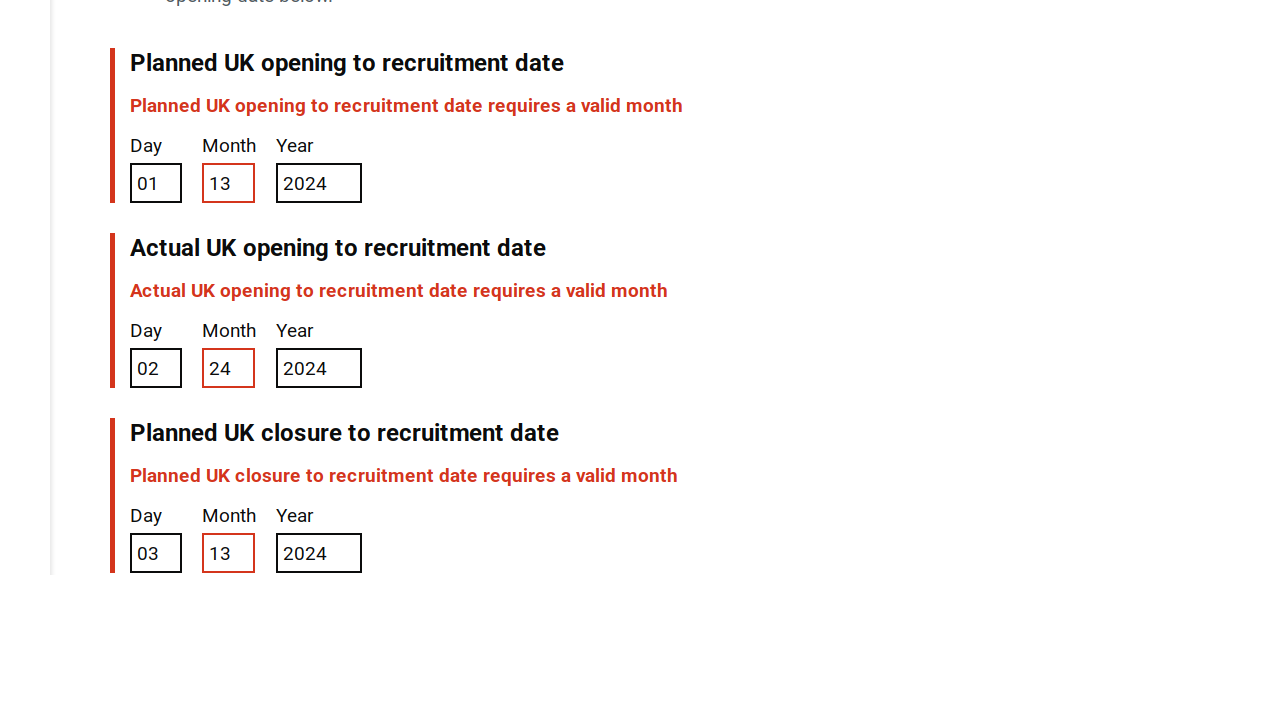 opening date below.
Planned UK opening to recruitment date
Planned UK opening to recruitment date requires a valid month
Day Month Year
01 13 2024
Actual UK opening to recruitment date
Actual UK opening to recruitment date requires a valid month
Day Month Year
02 24 2024
Planned UK closure to recruitment date
Planned UK closure to recruitment date requires a valid month
Day Month Year
03 13 2024